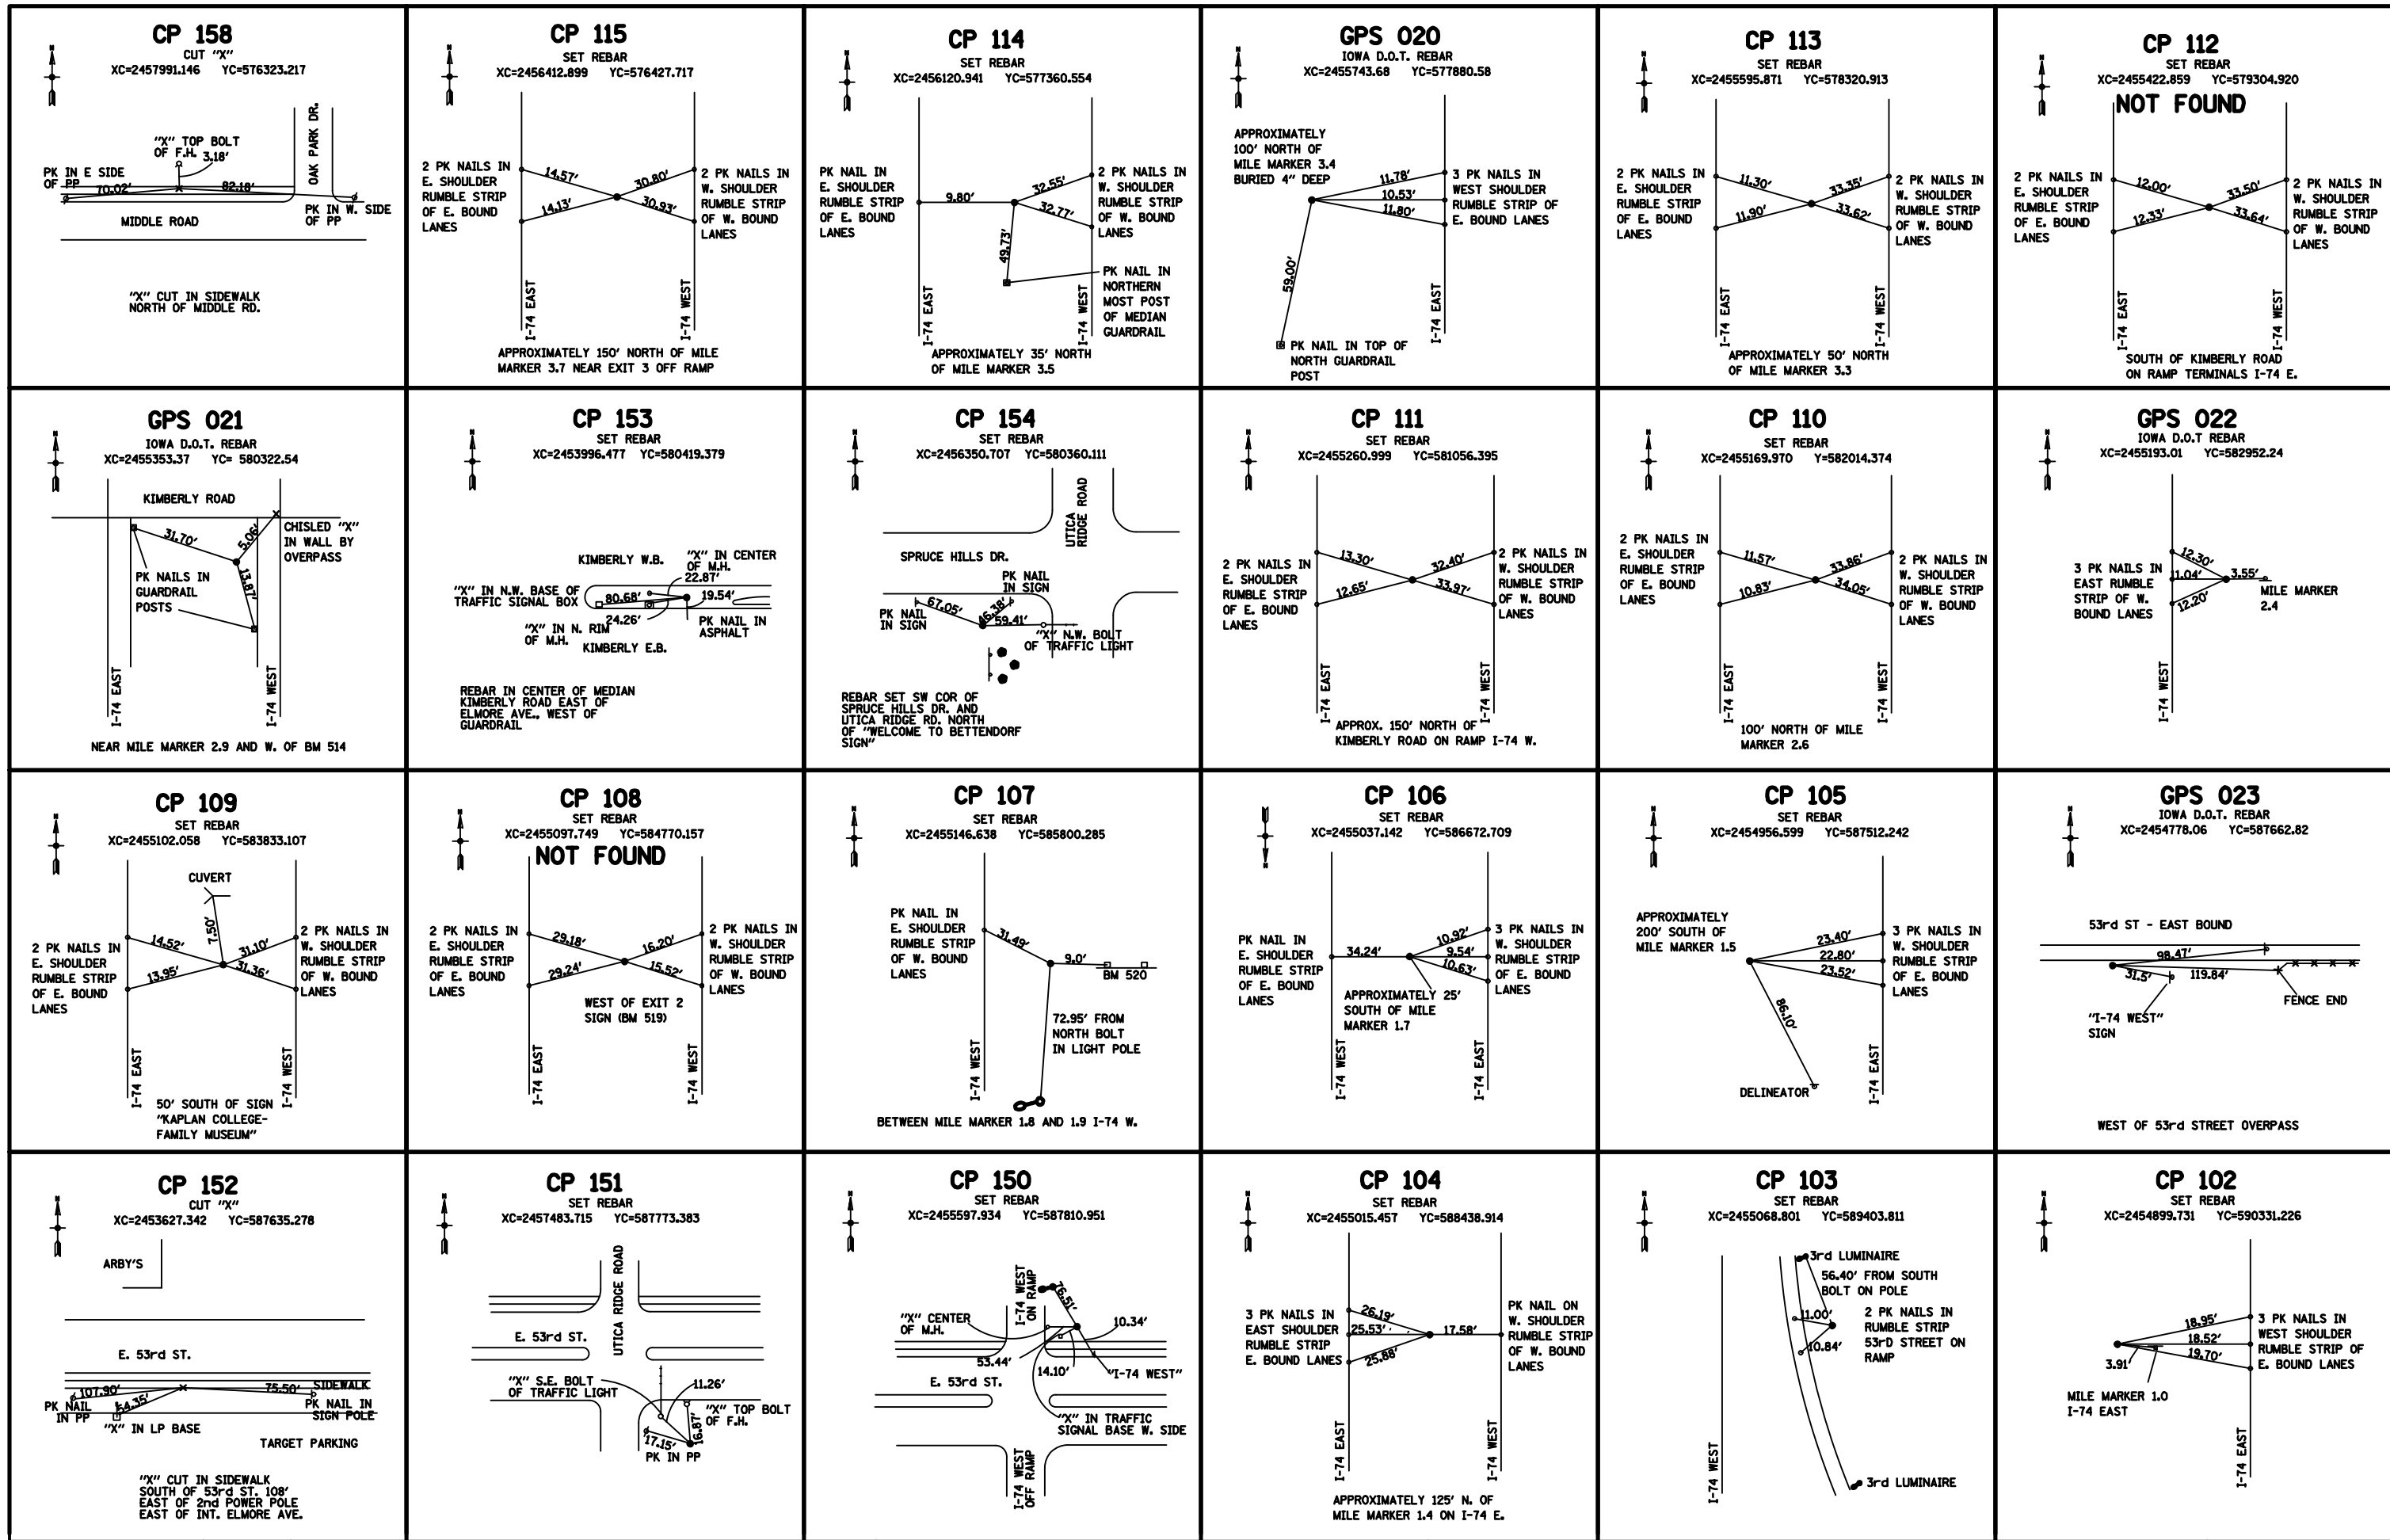 CP 158
CUT "X"
XC=2457991.146 YC=576323.217
N
OAK PARK DR.
"X" TOP BOLT
OF F.H. 3.18'
PK IN E SIDE
OF PP
70.02'
82.18'
MIDDLE ROAD
PK IN W. SIDE
OF PP
"X" CUT IN SIDEWALK
NORTH OF MIDDLE RD.
CP 115
SET REBAR
XC=2456412.899 YC=576427.717
N
2 PK NAILS IN
E. SHOULDER
RUMBLE STRIP
OF E. BOUND
LANES
14.57'
14.13'
30.80'
30.93'
2 PK NAILS IN
W. SHOULDER
RUMBLE STRIP
OF W. BOUND
LANES
I-74 EAST
I-74 WEST
APPROXIMATELY 150' NORTH OF MILE
MARKER 3.7 NEAR EXIT 3 OFF RAMP
CP 114
SET REBAR
XC=2456120.941 YC=577360.554
N
PK NAIL IN
E. SHOULDER
RUMBLE STRIP
OF E. BOUND
LANES
9.80'
32.55'
32.77'
49.73'
2 PK NAILS IN
W. SHOULDER
RUMBLE STRIP
OF W. BOUND
LANES
PK NAIL IN
NORTHERN
MOST POST
OF MEDIAN
GUARDRAIL
I-74 EAST
I-74 WEST
APPROXIMATELY 35' NORTH
OF MILE MARKER 3.5
GPS 020
IOWA D.O.T. REBAR
XC=2455743.68 YC=577880.58
N
APPROXIMATELY
100' NORTH OF
MILE MARKER 3.4
BURIED 4" DEEP
11.78'
10.53'
11.80'
59.00'
3 PK NAILS IN
WEST SHOULDER
RUMBLE STRIP OF
E. BOUND LANES
I-74 EAST
PK NAIL IN TOP OF
NORTH GUARDRAIL
POST
CP 113
SET REBAR
XC=2455595.871 YC=578320.913
N
2 PK NAILS IN
E. SHOULDER
RUMBLE STRIP
OF E. BOUND
LANES
11.30'
11.90'
33.35'
33.62'
2 PK NAILS IN
W. SHOULDER
RUMBLE STRIP
OF W. BOUND
LANES
I-74 EAST
I-74 WEST
APPROXIMATELY 50' NORTH
OF MILE MARKER 3.3
CP 112
SET REBAR
XC=2455422.859 YC=579304.920
NOT FOUND
N
2 PK NAILS IN
E. SHOULDER
RUMBLE STRIP
OF E. BOUND
LANES
12.00'
12.33'
33.50'
33.64'
2 PK NAILS IN
W. SHOULDER
RUMBLE STRIP
OF W. BOUND
LANES
I-74 EAST
I-74 WEST
SOUTH OF KIMBERLY ROAD
ON RAMP TERMINALS I-74 E.
GPS 021
IOWA D.O.T. REBAR
XC=2455353.37 YC= 580322.54
N
KIMBERLY ROAD
31.70'
5.06'
13.87'
CHISLED "X"
IN WALL BY
OVERPASS
PK NAILS IN
GUARDRAIL
POSTS
I-74 EAST
I-74 WEST
NEAR MILE MARKER 2.9 AND W. OF BM 514
CP 153
SET REBAR
XC=2453996.477 YC=580419.379
N
KIMBERLY W.B.
"X" IN CENTER
OF M.H.
22.87'
"X" IN N.W. BASE OF
TRAFFIC SIGNAL BOX
80.68'
19.54'
24.26'
"X" IN N. RIM
OF M.H.
PK NAIL IN
ASPHALT
KIMBERLY E.B.
REBAR IN CENTER OF MEDIAN
KIMBERLY ROAD EAST OF
ELMORE AVE., WEST OF
GUARDRAIL
CP 154
SET REBAR
XC=2456350.707 YC=580360.111
N
UTICA
RIDGE ROAD
SPRUCE HILLS DR.
PK NAIL
IN SIGN
67.05'
46.38'
59.41'
PK NAIL
IN SIGN
"X" N.W. BOLT
OF TRAFFIC LIGHT
REBAR SET SW COR OF
SPRUCE HILLS DR. AND
UTICA RIDGE RD. NORTH
OF "WELCOME TO BETTENDORF
SIGN"
CP 111
SET REBAR
XC=2455260.999 YC=581056.395
N
2 PK NAILS IN
E. SHOULDER
RUMBLE STRIP
OF E. BOUND
LANES
13.30'
12.65'
32.40'
33.97'
2 PK NAILS IN
W. SHOULDER
RUMBLE STRIP
OF W. BOUND
LANES
I-74 EAST
I-74 WEST
APPROX. 150' NORTH OF
KIMBERLY ROAD ON RAMP I-74 W.
CP 110
SET REBAR
XC=2455169.970 Y=582014.374
N
2 PK NAILS IN
E. SHOULDER
RUMBLE STRIP
OF E. BOUND
LANES
11.57'
10.83'
33.86'
34.05'
2 PK NAILS IN
W. SHOULDER
RUMBLE STRIP
OF W. BOUND
LANES
I-74 EAST
I-74 WEST
100' NORTH OF MILE
MARKER 2.6
GPS 022
IOWA D.O.T REBAR
XC=2455193.01 YC=582952.24
N
3 PK NAILS IN
EAST RUMBLE
STRIP OF W.
BOUND LANES
12.30'
11.04'
12.20'
3.55'
MILE MARKER
2.4
I-74 WEST
CP 109
SET REBAR
XC=2455102.058 YC=583833.107
N
CUVERT
7.50'
2 PK NAILS IN
E. SHOULDER
RUMBLE STRIP
OF E. BOUND
LANES
14.52'
13.95'
31.10'
31.36'
2 PK NAILS IN
W. SHOULDER
RUMBLE STRIP
OF W. BOUND
LANES
I-74 EAST
I-74 WEST
50' SOUTH OF SIGN
"KAPLAN COLLEGE-
FAMILY MUSEUM"
CP 108
SET REBAR
XC=2455097.749 YC=584770.157
NOT FOUND
N
2 PK NAILS IN
E. SHOULDER
RUMBLE STRIP
OF E. BOUND
LANES
29.18'
29.24'
16.20'
15.52'
2 PK NAILS IN
W. SHOULDER
RUMBLE STRIP
OF W. BOUND
LANES
WEST OF EXIT 2
SIGN (BM 519)
I-74 EAST
I-74 WEST
CP 107
SET REBAR
XC=2455146.638 YC=585800.285
N
PK NAIL IN
E. SHOULDER
RUMBLE STRIP
OF W. BOUND
LANES
31.49'
9.0'
BM 520
72.95' FROM
NORTH BOLT
IN LIGHT POLE
I-74 WEST
BETWEEN MILE MARKER 1.8 AND 1.9 I-74 W.
CP 106
SET REBAR
XC=2455037.142 YC=586672.709
N
PK NAIL IN
E. SHOULDER
RUMBLE STRIP
OF W. BOUND
LANES
34.24'
10.92'
9.54'
10.63'
3 PK NAILS IN
W. SHOULDER
RUMBLE STRIP
OF E. BOUND
LANES
APPROXIMATELY 25'
SOUTH OF MILE
MARKER 1.7
I-74 WEST
I-74 EAST
CP 105
SET REBAR
XC=2454956.599 YC=587512.242
N
APPROXIMATELY
200' SOUTH OF
MILE MARKER 1.5
23.40'
22.80'
23.52'
86.10'
3 PK NAILS IN
W. SHOULDER
RUMBLE STRIP
OF E. BOUND
LANES
I-74 EAST
DELINEATOR
GPS 023
IOWA D.O.T. REBAR
XC=2454778.06 YC=587662.82
N
53rd ST - EAST BOUND
98.47'
31.5'
119.84'
FENCE END
"I-74 WEST"
SIGN
WEST OF 53rd STREET OVERPASS
CP 152
CUT "X"
XC=2453627.342 YC=587635.278
N
ARBY'S
E. 53rd ST.
107.90'
54.35'
75.50'
SIDEWALK
PK NAIL
IN PP
PK NAIL IN
SIGN POLE
"X" IN LP BASE
TARGET PARKING
"X" CUT IN SIDEWALK
SOUTH OF 53rd ST. 108'
EAST OF 2nd POWER POLE
EAST OF INT. ELMORE AVE.
CP 151
SET REBAR
XC=2457483.715 YC=587773.383
N
UTICA RIDGE ROAD
E. 53rd ST.
"X" S.E. BOLT
OF TRAFFIC LIGHT
11.26'
"X" TOP BOLT
OF F.H.
16.87'
17.15'
PK IN PP
CP 150
SET REBAR
XC=2455597.934 YC=587810.951
N
I-74 WEST
ON RAMP
76.51'
"X" CENTER
OF M.H.
10.34'
53.44'
14.10'
"I-74 WEST"
E. 53rd ST.
"X" IN TRAFFIC
SIGNAL BASE W. SIDE
I-74 WEST
OFF RAMP
CP 104
SET REBAR
XC=2455015.457 YC=588438.914
N
3 PK NAILS IN
EAST SHOULDER
RUMBLE STRIP
E. BOUND LANES
26.19'
25.53'
25.88'
17.58'
PK NAIL ON
W. SHOULDER
RUMBLE STRIP
OF W. BOUND
LANES
I-74 EAST
I-74 WEST
APPROXIMATELY 125' N. OF
MILE MARKER 1.4 ON I-74 E.
CP 103
SET REBAR
XC=2455068.801 YC=589403.811
N
3rd LUMINAIRE
56.40' FROM SOUTH
BOLT ON POLE
11.00'
10.84'
2 PK NAILS IN
RUMBLE STRIP
53RD STREET ON
RAMP
I-74 WEST
3rd LUMINAIRE
CP 102
SET REBAR
XC=2454899.731 YC=590331.226
N
18.95'
18.52'
19.70'
3.91'
3 PK NAILS IN
WEST SHOULDER
RUMBLE STRIP OF
E. BOUND LANES
MILE MARKER 1.0
I-74 EAST
I-74 EAST